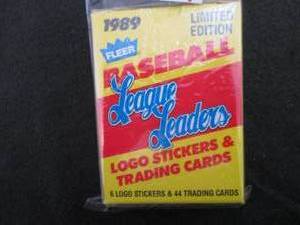 1989
LIMITED
EDITION
FLEER
BASEBALL
League
Leaders
LOGO STICKERS &
TRADING CARDS
6 LOGO STICKERS & 44 TRADING CARDS